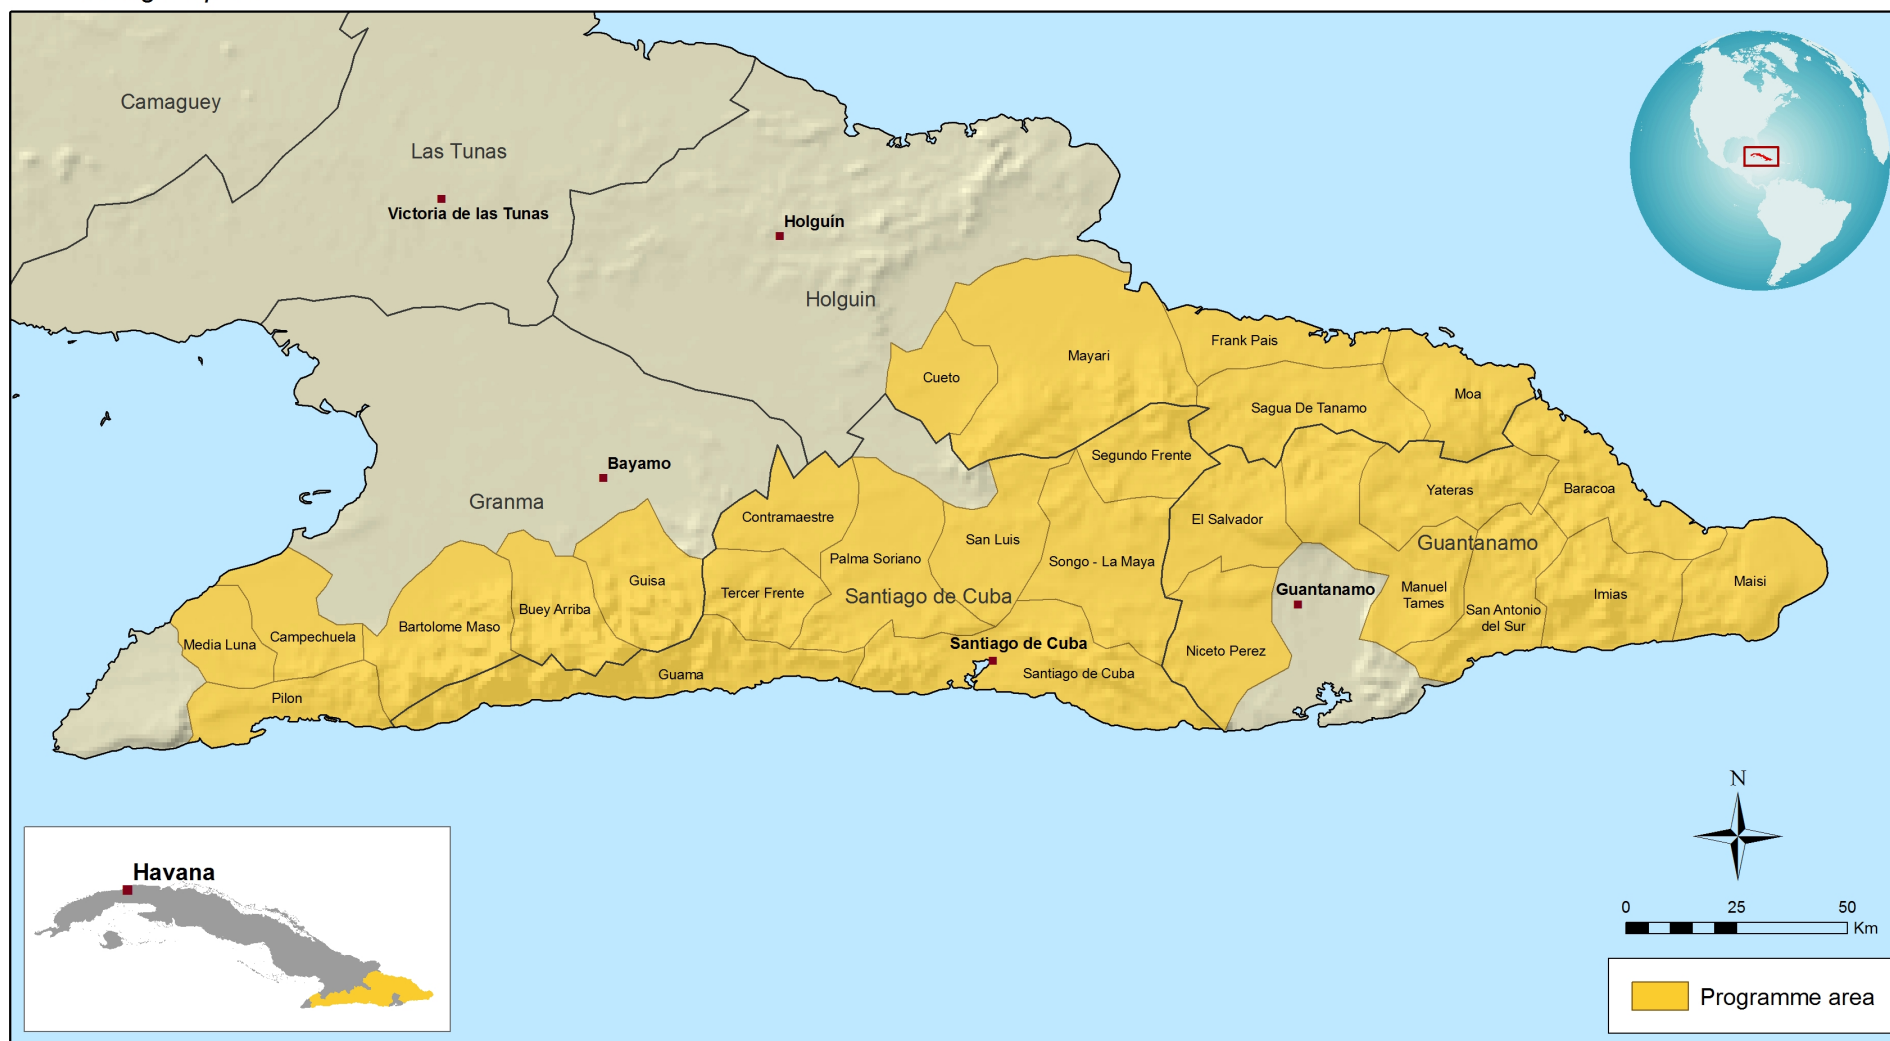 Camaguey
Las Tunas
Victoria de las Tunas
Holguín
Holguin
Frank Pais
Mayari
Cueto
Moa
Sagua De Tanamo
Segundo Frente
Bayamo
Granma
Yateras
Baracoa
Contramaestre
El Salvador
San Luis
Guantanamo
Palma Soriano
Songo - La Maya
Guisa
Maisi
Tercer Frente
Guantanamo
Manuel
Tames
Imias
Santiago de Cuba
Buey Arriba
San Antonio
del Sur
Bartolome Maso
Campechuela
Media Luna
Santiago de Cuba
Niceto Perez
Guama
Santiago de Cuba
Pilon
N
Havana
0 25 50
Km
Programme area